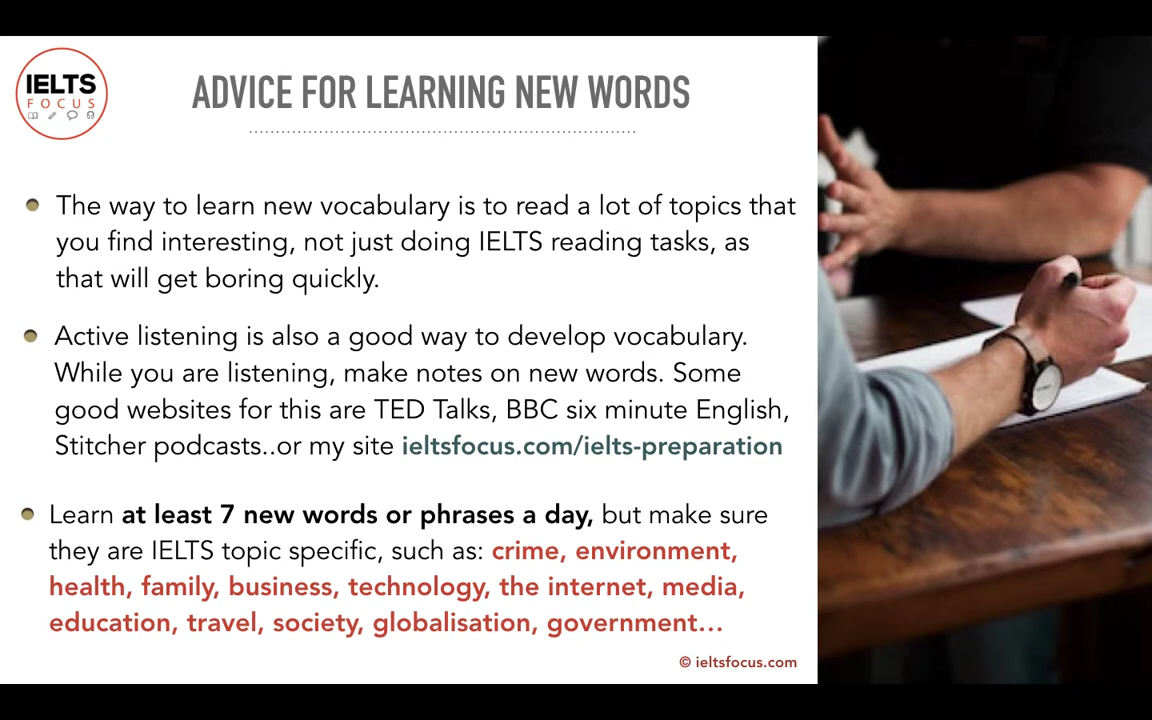 IELTS
FOCUS
ADVICE FOR LEARNING NEW WORDS
The way to learn new vocabulary is to read a lot of topics that
you find interesting, not just doing IELTS reading tasks, as
that will get boring quickly.
Active listening is also a good way to develop vocabulary.
While you are listening, make notes on new words. Some
good websites for this are TED Talks, BBC six minute English,
Stitcher podcasts..or my site ieltsfocus.com/ielts-preparation
Learn at least 7 new words or phrases a day, but make sure
they are IELTS topic specific, such as: crime, environment,
health, family, business, technology, the internet, media,
education, travel, society, globalisation, government…
© ieltsfocus.com